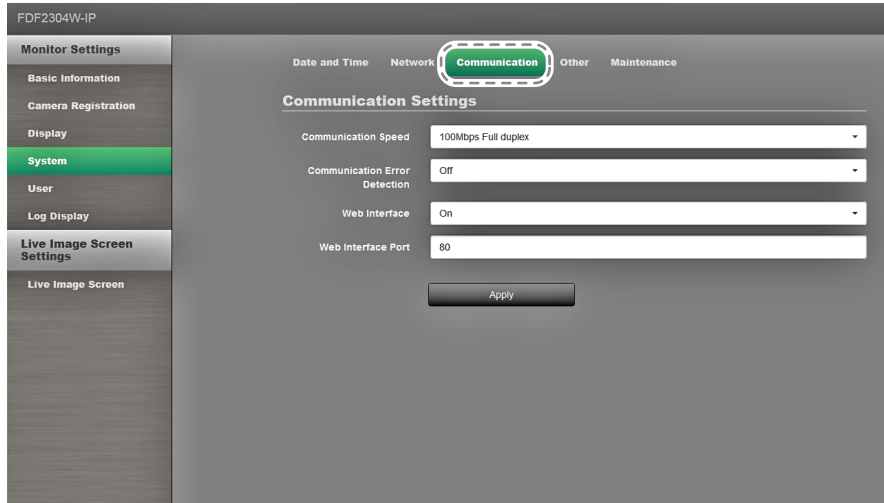 FDF2304W-IP
Monitor Settings
Basic Information
Camera Registration
Display
System
User
Log Display
Live Image Screen
Settings
Live Image Screen
Date and Time Network Communication Other Maintenance
Communication Settings
Communication Speed 100Mbps Full duplex
Communication Error
Detection
Off
Web Interface On
Web Interface Port 80
Apply